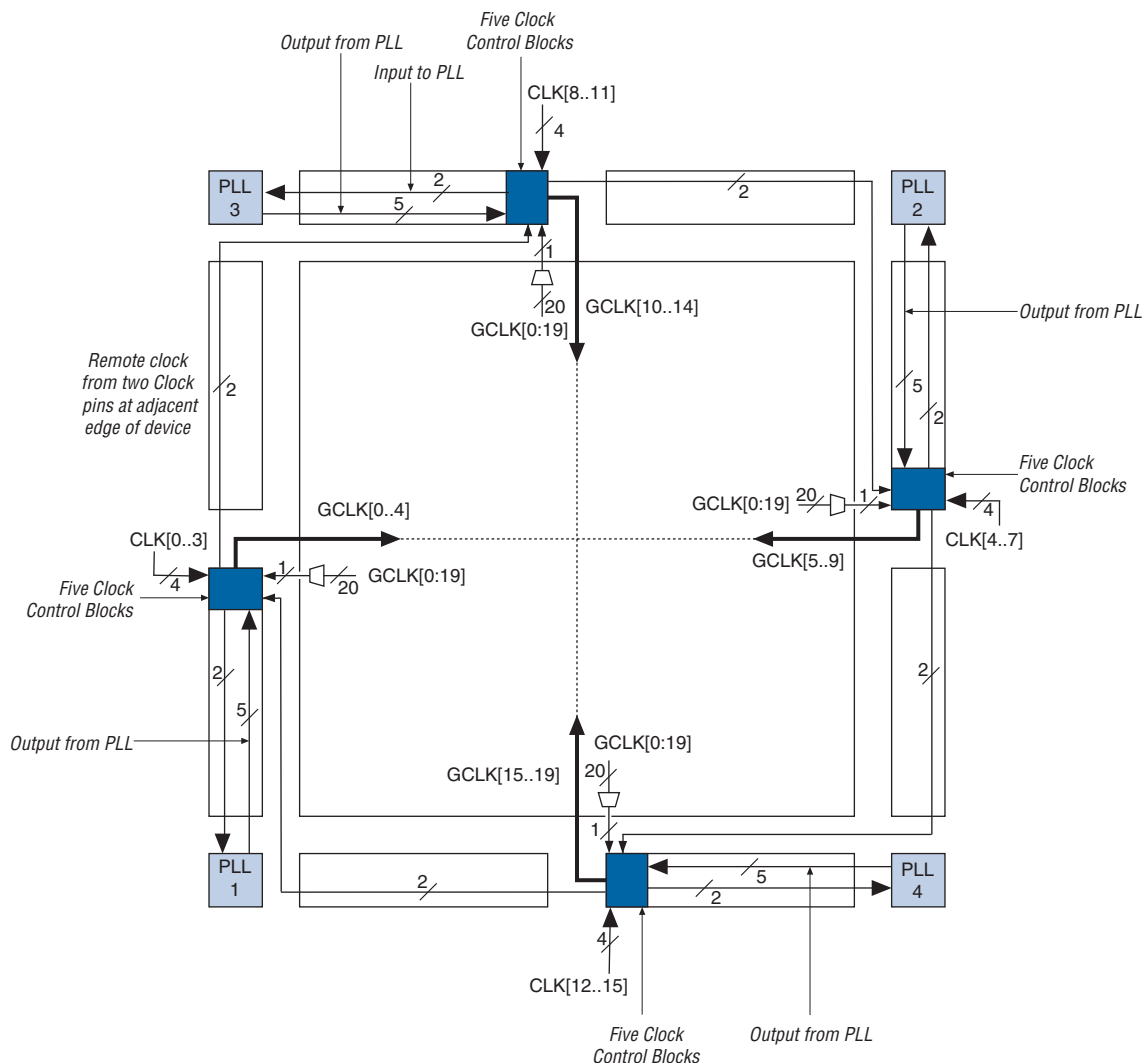 Five Clock
Control Blocks
Output from PLL
Input to PLL
CLK[8..11]
4
PLL
3
2
5
2
PLL
2
1
20
GCLK[10..14]
GCLK[0:19]
Output from PLL
Remote clock
from two Clock
pins at adjacent
edge of device
2
5
2
Five Clock
Control Blocks
GCLK[0:19]
20
1
4
GCLK[0..4]
CLK[0..3]
GCLK[5..9]
CLK[4..7]
4
1
20
GCLK[0:19]
Five Clock
Control Blocks
2
2
5
Output from PLL
GCLK[0:19]
GCLK[15..19]
20
1
PLL
1
2
5
2
PLL
4
4
CLK[12..15]
Five Clock
Control Blocks
Output from PLL